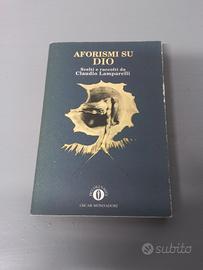 AFORISMI SU
DIO
Scelti e raccolti da
Claudio Lamparelli
OSCAR MONDADORI
subito